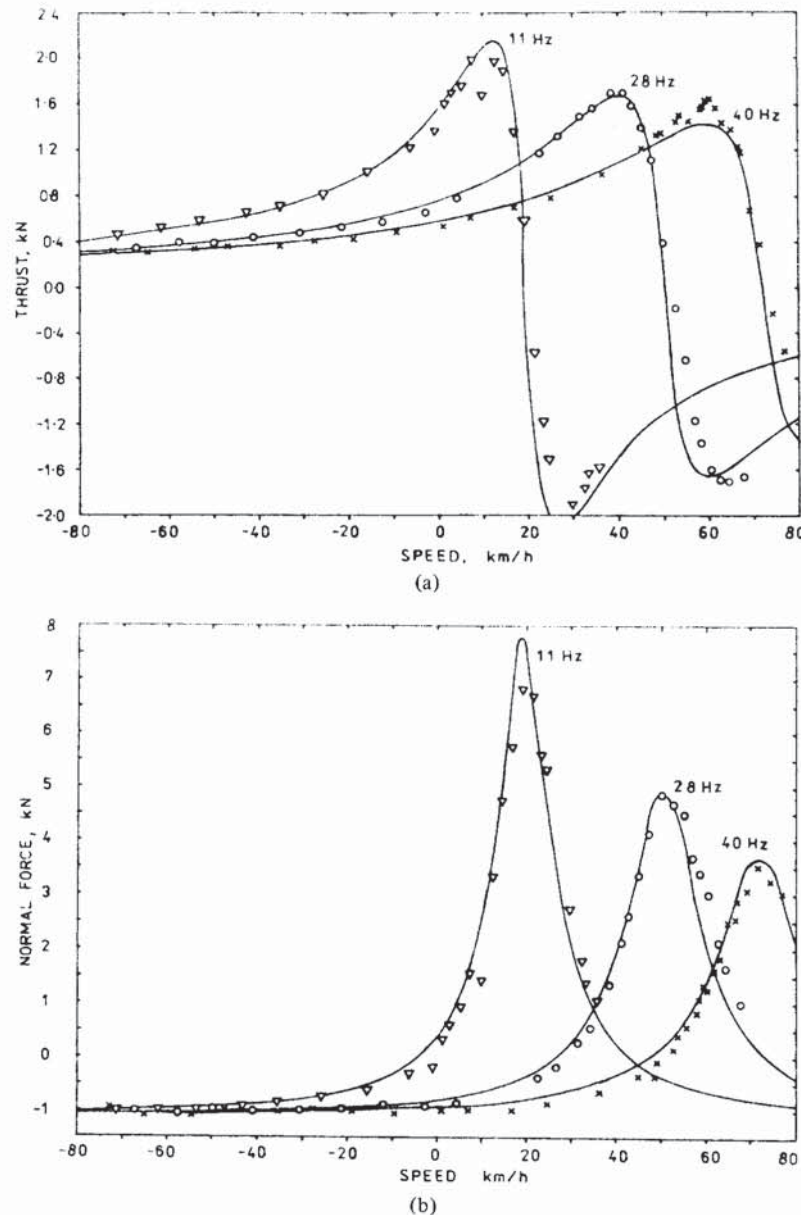 2·4
2·0
1·6
1·2
0·8
0·4
0·0
-0·4
-0·8
-1·2
-1·6
-2·0
THRUST, kN
11 Hz
28 Hz
40 Hz
-80 -60 -40 -20 0 20 40 60 80
SPEED, km/h
(a)
8
7
6
5
4
3
2
1
0
-1
NORMAL FORCE, kN
11 Hz
28 Hz
40 Hz
-80 -60 -40 -20 0 20 40 60 80
SPEED km/h
(b)